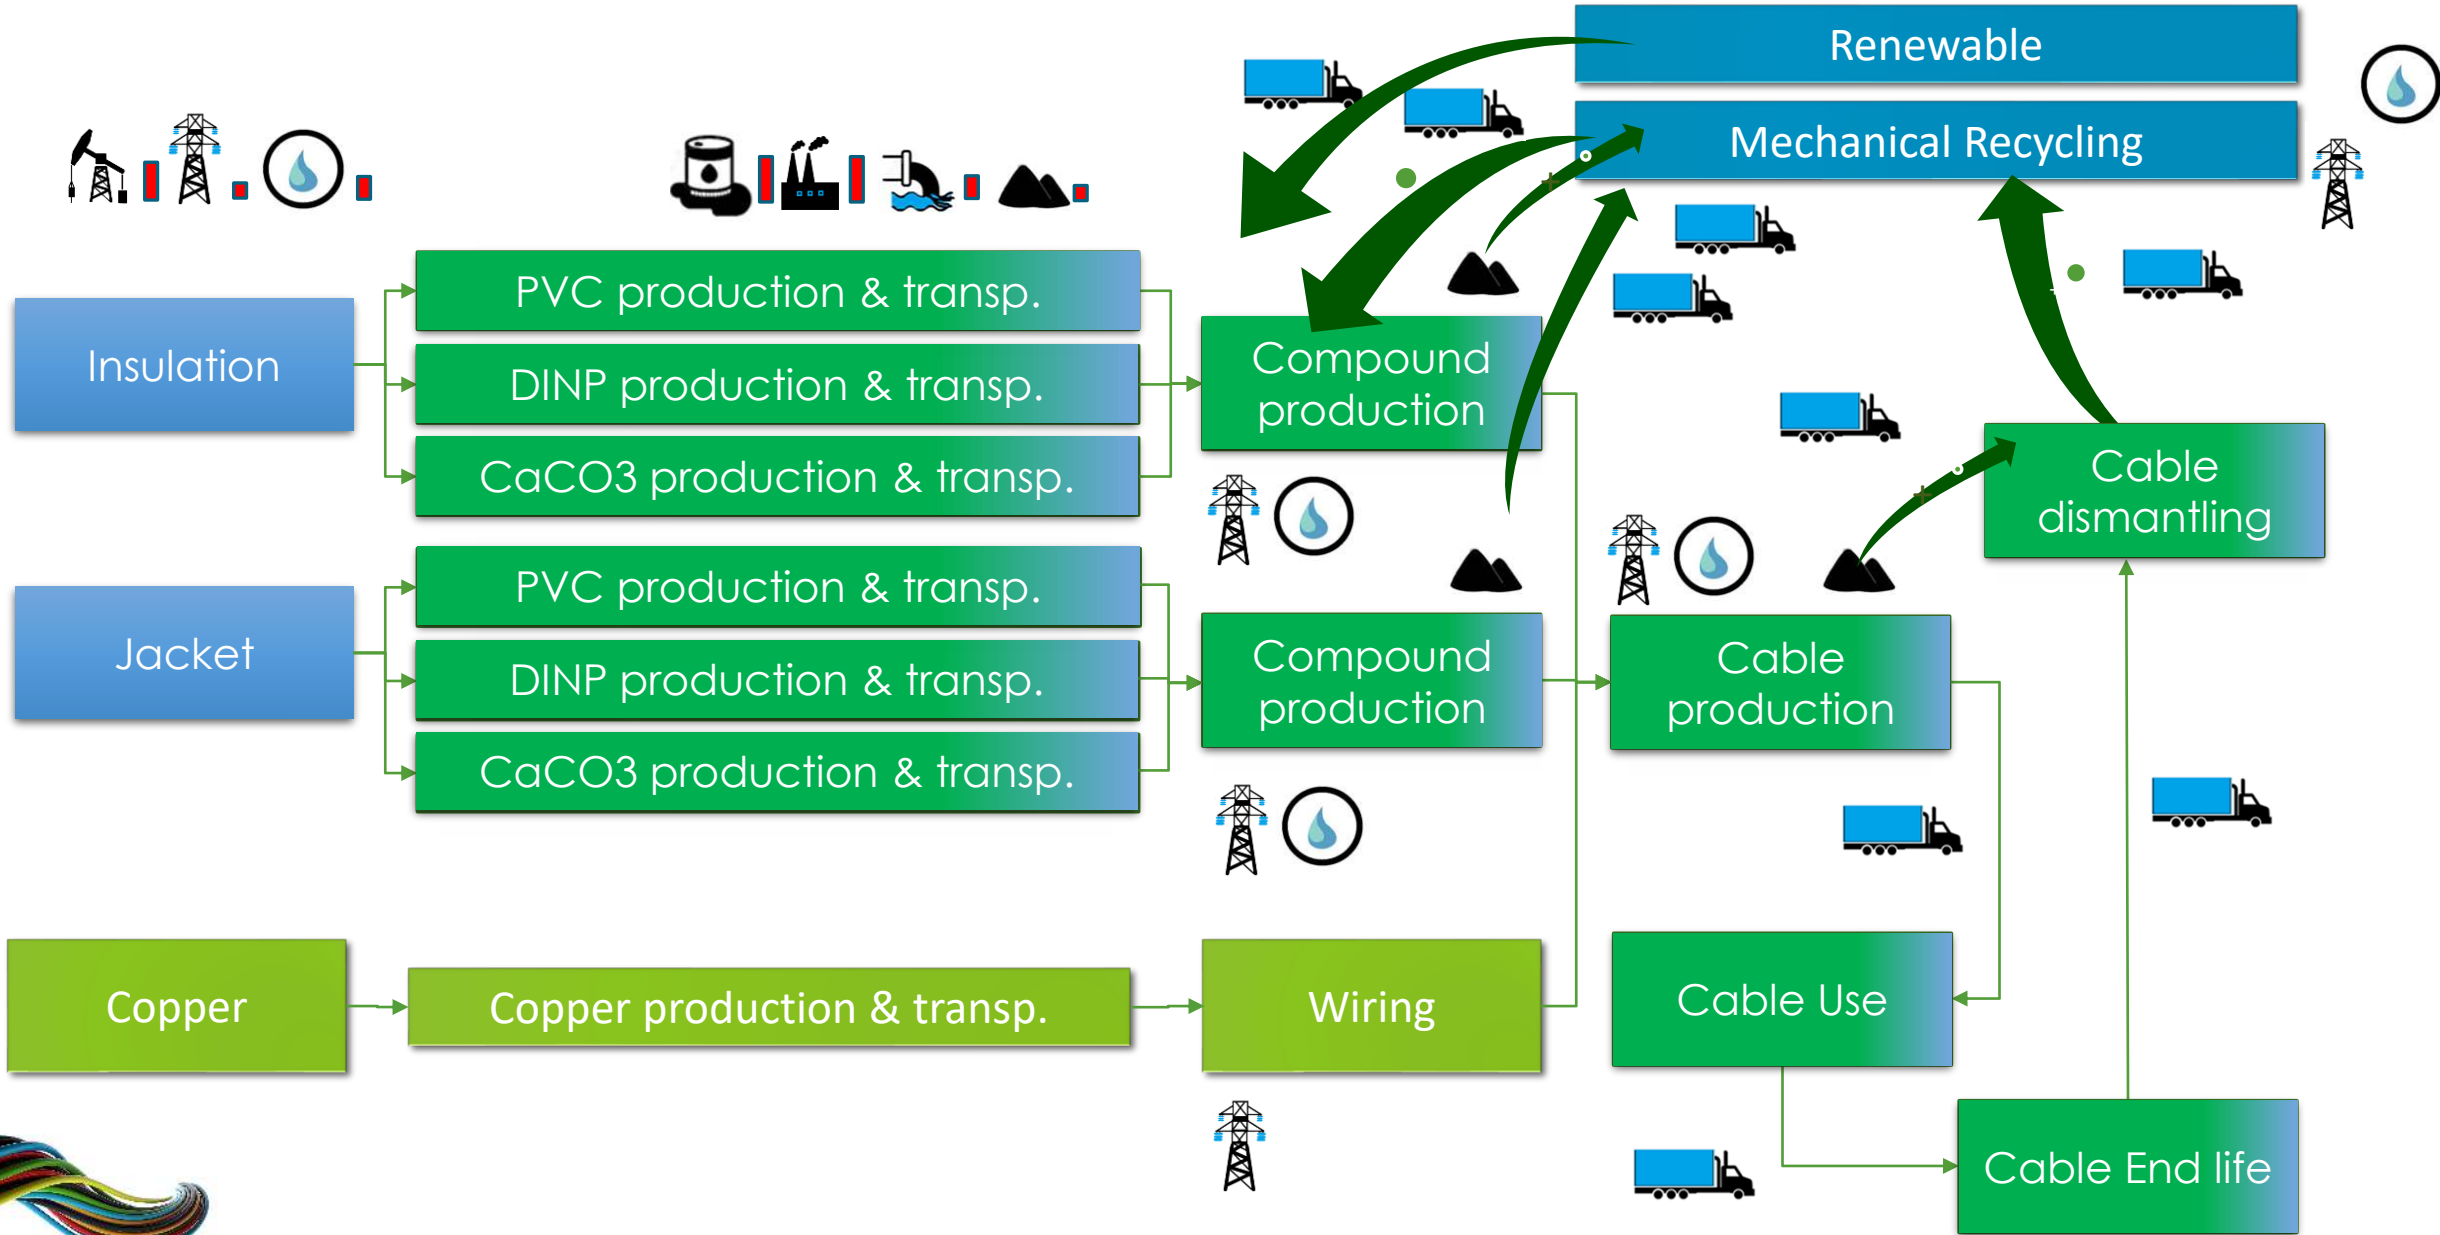 Renewable
Mechanical Recycling
Insulation
PVC production & transp.
DINP production & transp.
CaCO3 production & transp.
Compound
production
Cable
dismantling
Jacket
PVC production & transp.
DINP production & transp.
CaCO3 production & transp.
Compound
production
Cable
production
Copper
Copper production & transp.
Wiring
Cable Use
Cable End life